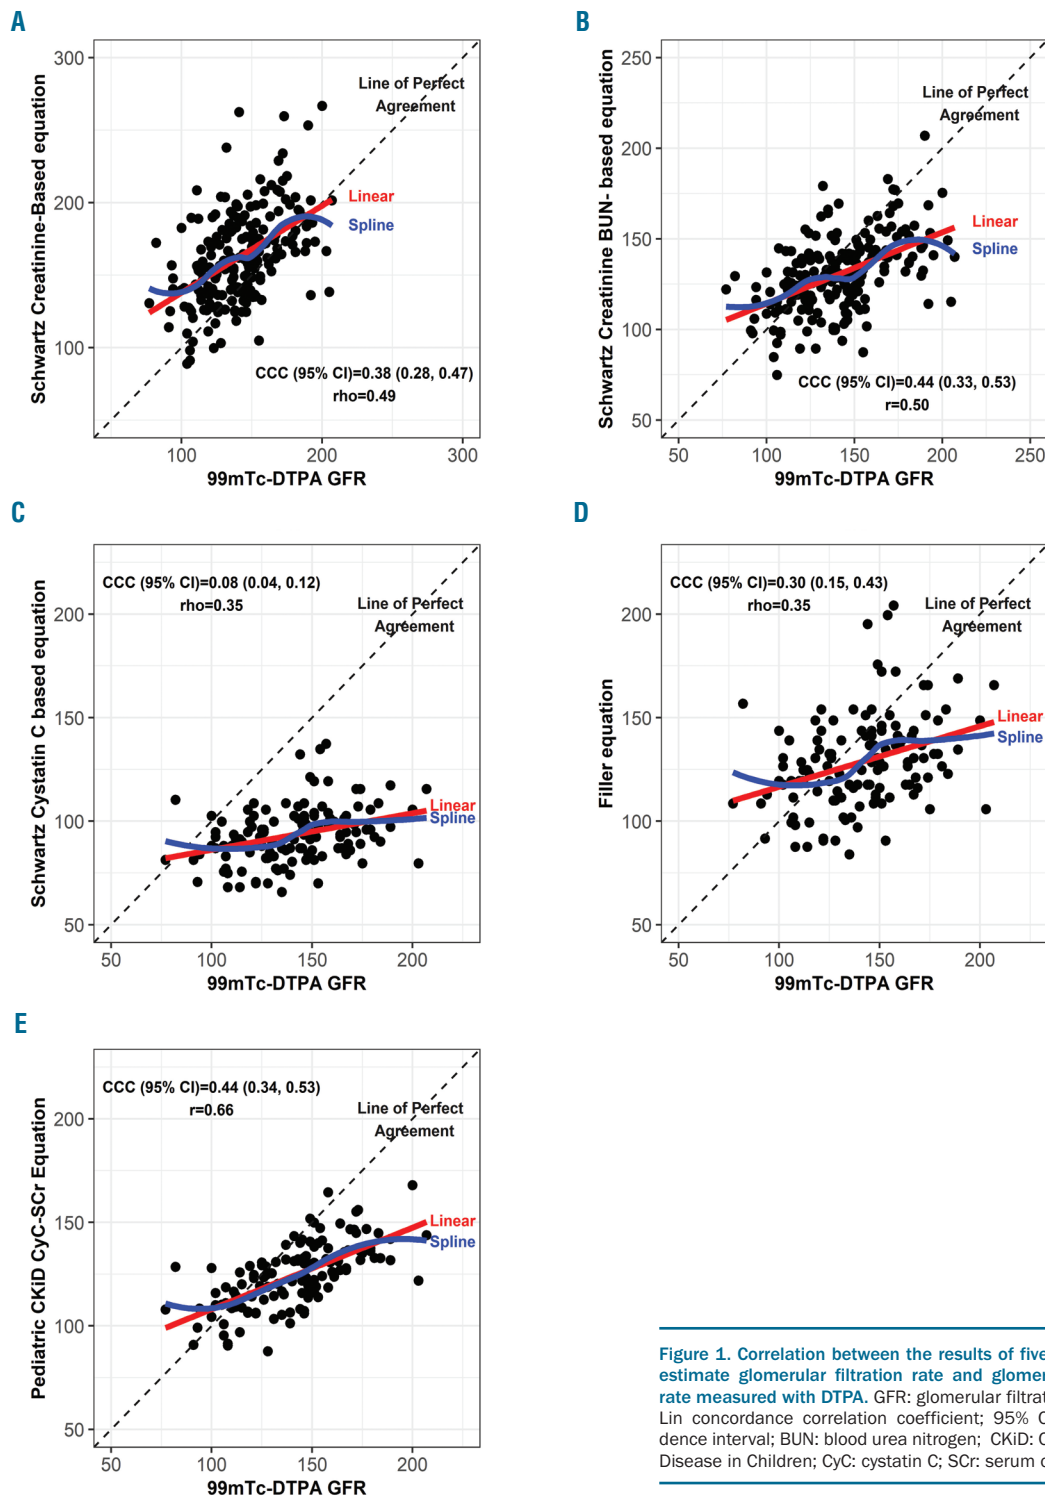 A
300
200
100
100
200
300
Schwartz Creatinine-Based equation
99mTc-DTPA GFR
Line of Perfect
Agreement
Linear
Spline
CCC (95% CI)=0.38 (0.28, 0.47)
rho=0.49
B
250
200
150
100
50
50
100
150
200
250
Schwartz Creatinine BUN- based equation
99mTc-DTPA GFR
Line of Perfect
Agreement
Linear
Spline
CCC (95% CI)=0.44 (0.33, 0.53)
r=0.50
C
CCC (95% CI)=0.08 (0.04, 0.12)
rho=0.35
Line of Perfect
Agreement
Linear
Spline
200
150
100
50
50
100
150
200
Schwartz Cystatin C based equation
99mTc-DTPA GFR
D
CCC (95% CI)=0.30 (0.15, 0.43)
rho=0.35
Line of Perfect
Agreement
Linear
Spline
200
150
100
50
50
100
150
200
Filler equation
99mTc-DTPA GFR
E
CCC (95% CI)=0.44 (0.34, 0.53)
r=0.66
Line of Perfect
Agreement
Linear
Spline
200
150
100
50
50
100
150
200
Pediatric CKiD CyC-SCr Equation
99mTc-DTPA GFR
Figure 1. Correlation between the results of five
estimate glomerular filtration rate and glomer
rate measured with DTPA. GFR: glomerular filtrat
Lin concordance correlation coefficient; 95% C
dence interval; BUN: blood urea nitrogen; CKiD: C
Disease in Children; CyC: cystatin C; SCr: serum c